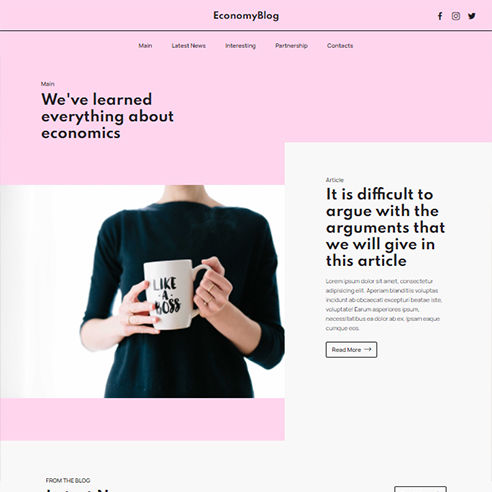 EconomyBlog
Main Latest News Interesting Partnership Contacts
Main
We've learned
everything about
economics
Article
It is difficult to
argue with the
arguments that
we will give in
this article
Lorem ipsum dolor sit amet, consectetur
adipisicing elit. Aperiam blanditiis voluptas
incidunt ab obcaecati excepturi beatae iste,
voluptate! Earum asperiores ipsum,
necessitatibus ea dolor ab ex. Ipsam eaque
cumque eos.
Read More
LIKE
-A-
BOSS
FROM THE BLOG